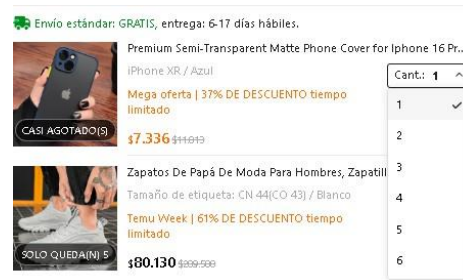 Envío estándar: GRATIS, entrega: 6-17 días hábiles.
Premium Semi-Transparent Matte Phone Cover for Iphone 16 Pr...
iPhone XR / Azul
Cant.: 1
Mega oferta | 37% DE DESCUENTO tiempo
limitado
CASI AGOTADO(S)
$7.336 $11.813
1
2
3
4
5
6
Zapatos De Papá De Moda Para Hombres, Zapatill
Tamaño de etiqueta: CN 44(CO 43) / Blanco
Temu Week | 61% DE DESCUENTO tiempo
limitado
SOLO QUEDA(N) 5
$80.130 $209.500